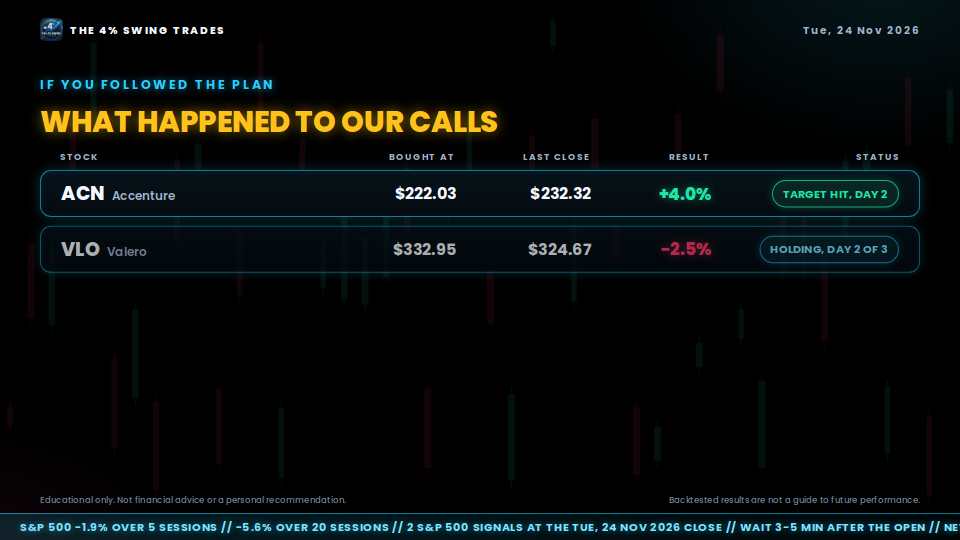 THE 4% SWING TRADES
Tue, 24 Nov 2026
IF YOU FOLLOWED THE PLAN
WHAT HAPPENED TO OUR CALLS
STOCK BOUGHT AT LAST CLOSE RESULT STATUS
ACN Accenture $222.03 $232.32 +4.0% TARGET HIT, DAY 2
VLO Valero $332.95 $324.67 -2.5% HOLDING, DAY 2 OF 3
Educational only. Not financial advice or a personal recommendation.
Backtested results are not a guide to future performance.
S&P 500 -1.9% OVER 5 SESSIONS // -5.6% OVER 20 SESSIONS // 2 S&P 500 SIGNALS AT THE TUE, 24 NOV 2026 CLOSE // WAIT 3-5 MIN AFTER THE OPEN //